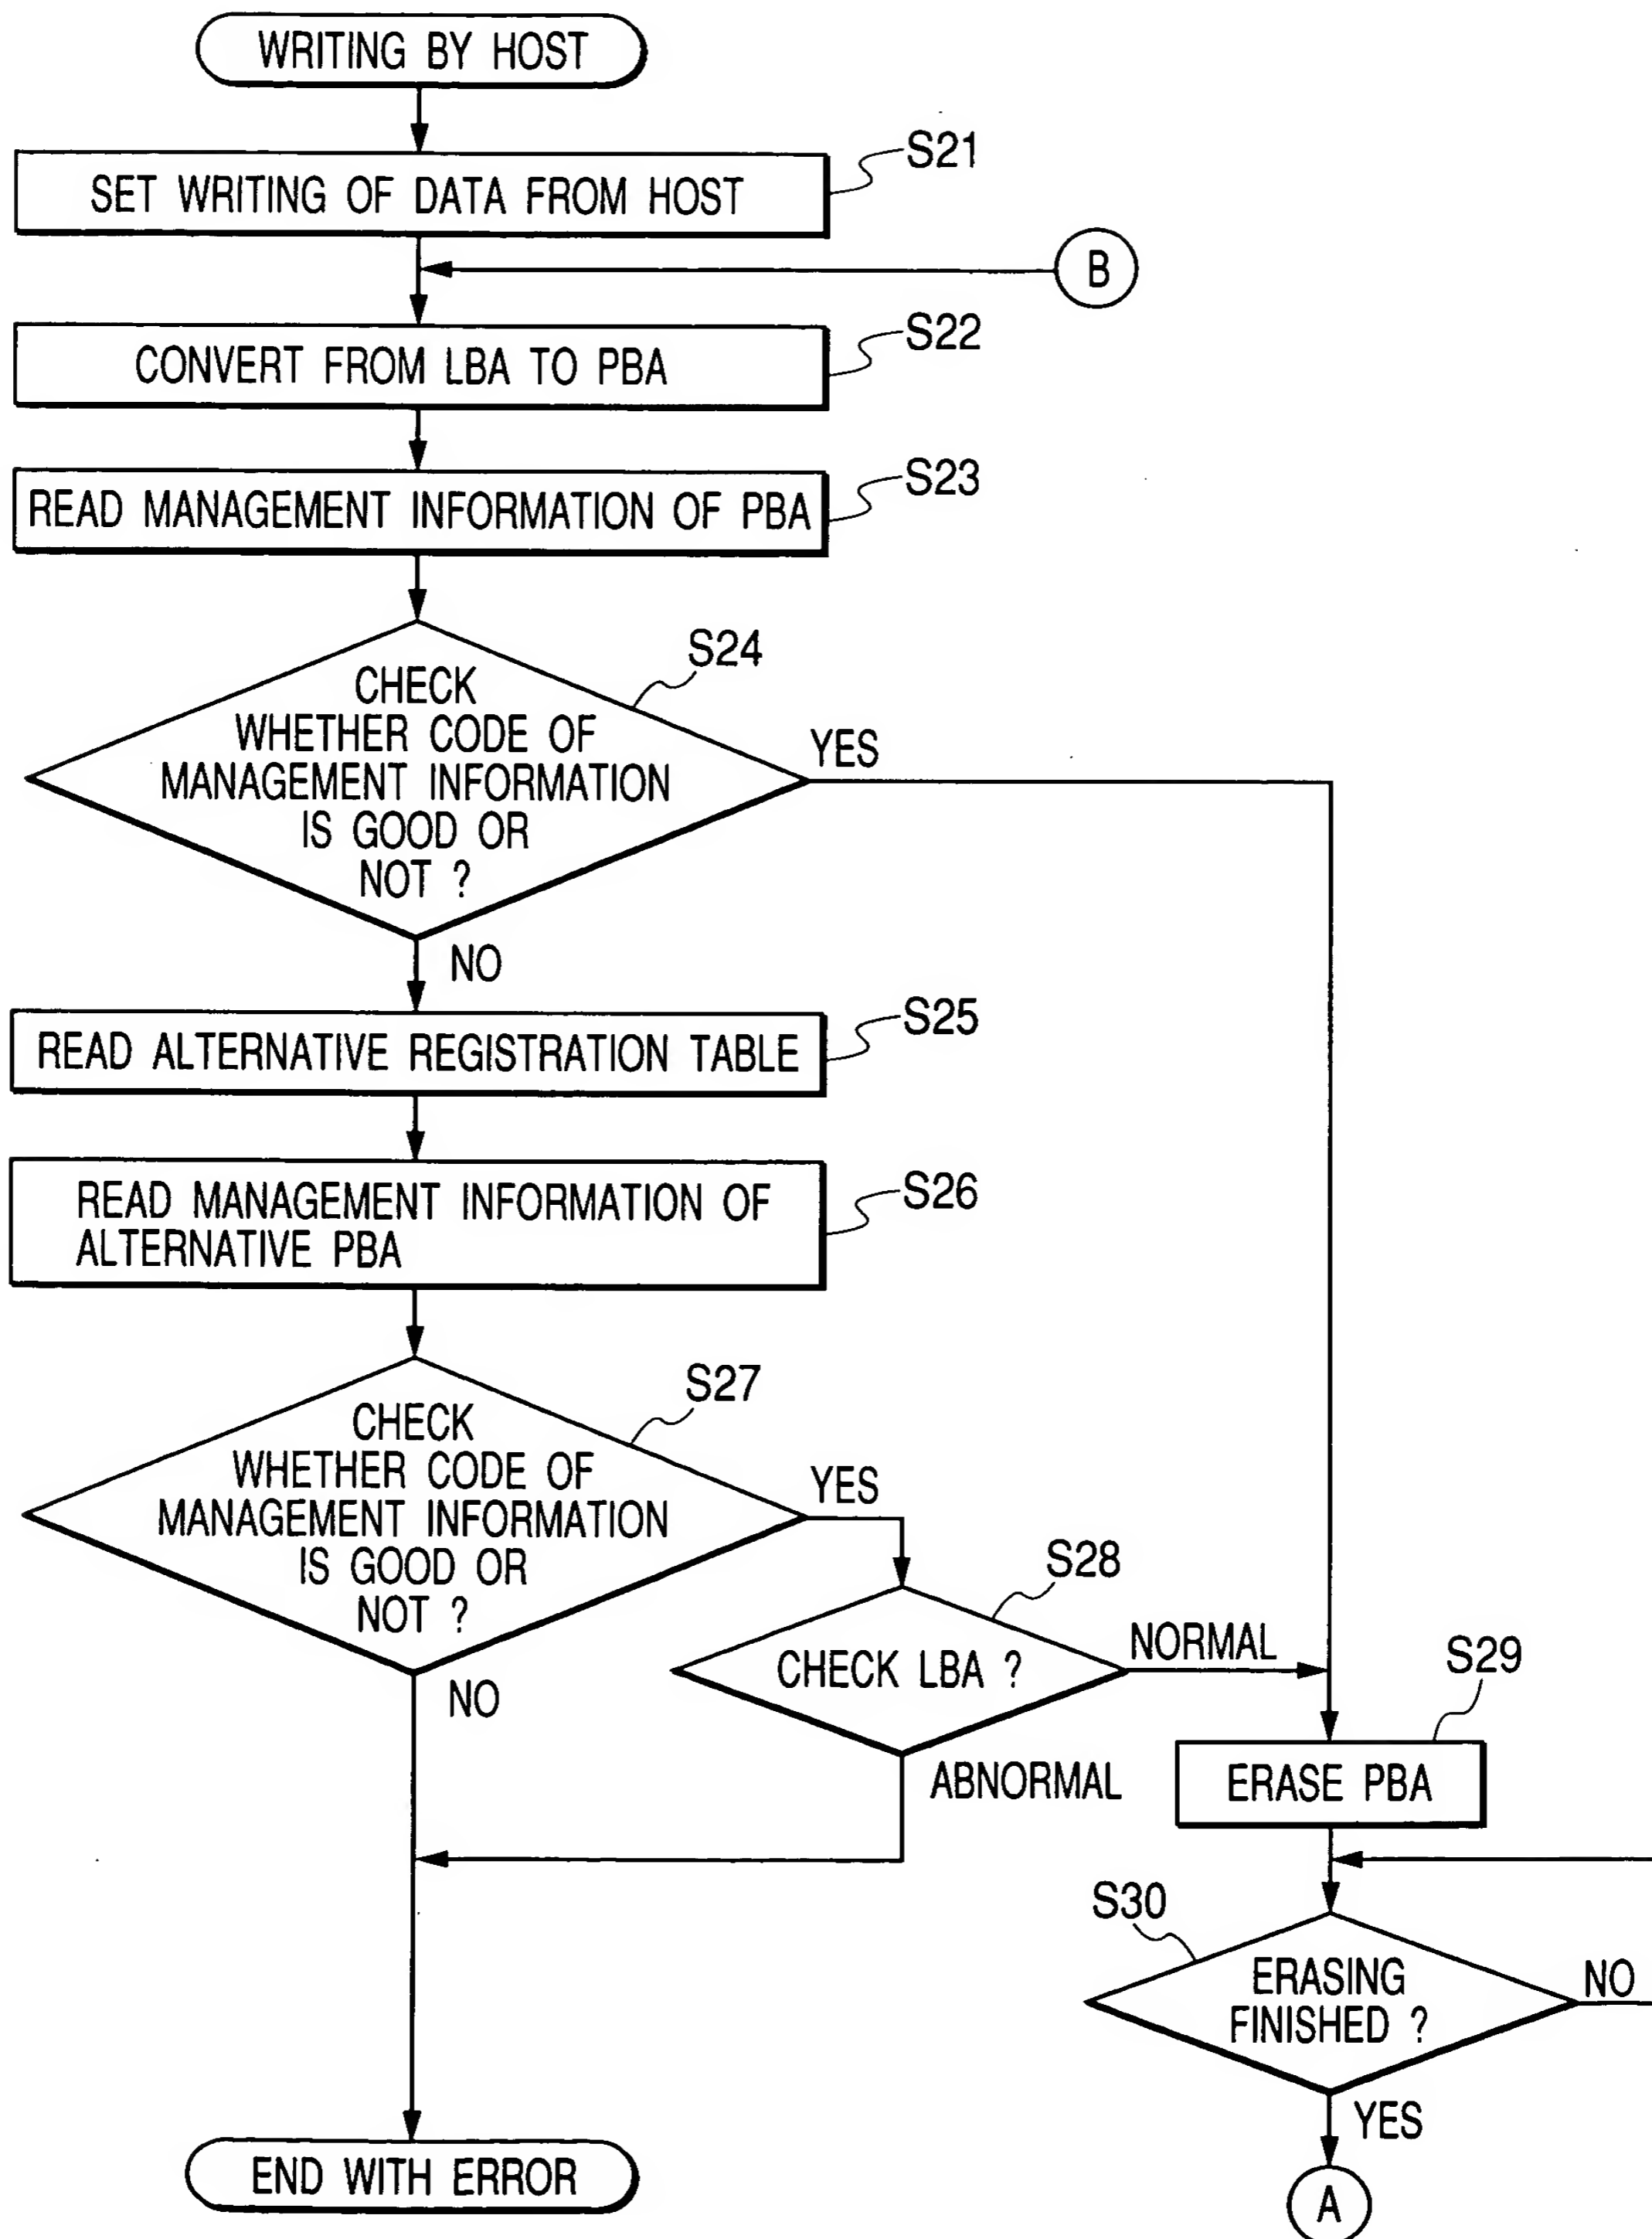 WRITING BY HOST
S21
SET WRITING OF DATA FROM HOST
B
S22
CONVERT FROM LBA TO PBA
S23
READ MANAGEMENT INFORMATION OF PBA
S24
CHECK
WHETHER CODE OF
MANAGEMENT INFORMATION
IS GOOD OR
NOT ?
YES
NO
S25
READ ALTERNATIVE REGISTRATION TABLE
S26
READ MANAGEMENT INFORMATION OF
ALTERNATIVE PBA
S27
CHECK
WHETHER CODE OF
MANAGEMENT INFORMATION
IS GOOD OR
NOT ?
YES
NO
S28
CHECK LBA ?
NORMAL
ABNORMAL
S29
ERASE PBA
S30
ERASING
FINISHED ?
NO
YES
END WITH ERROR
A